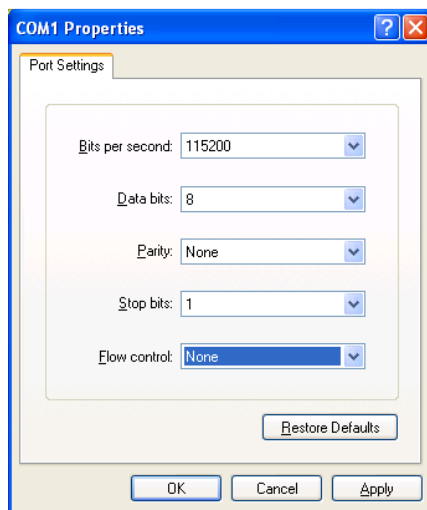 COM1 Properties
Port Settings
Bits per second: 115200
Data bits: 8
Parity: None
Stop bits: 1
Flow control: None
Restore Defaults
OK Cancel Apply